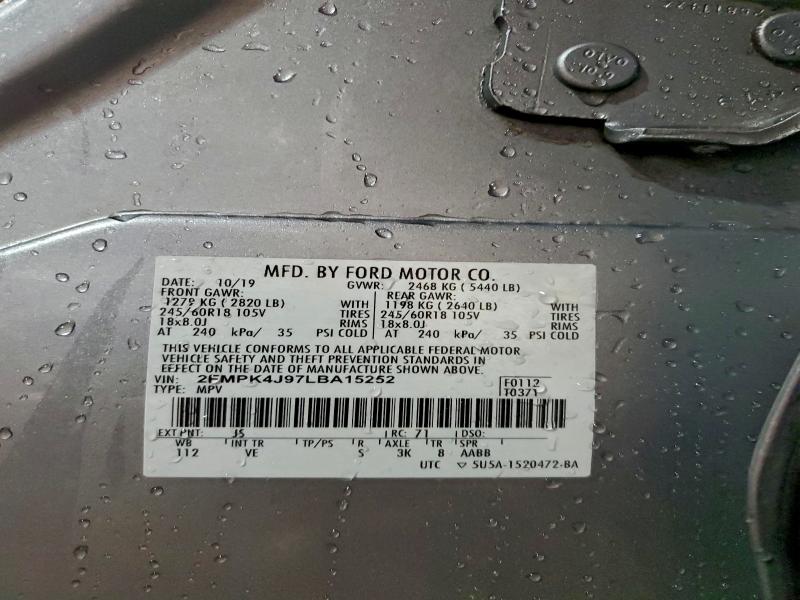 MFD. BY FORD MOTOR CO.
DATE: 10/19 GVWR: 2468 KG ( 5440 LB)
FRONT GAWR: REAR GAWR:
1279 KG ( 2820 LB) WITH 1198 KG ( 2640 LB) WITH
245/60R18 105V TIRES 245/60R18 105V TIRES
18x8.0J RIMS 18x8.0J RIMS
AT 240 kPa/ 35 PSI COLD AT 240 kPa/ 35 PSI COLD
THIS VEHICLE CONFORMS TO ALL APPLICABLE FEDERAL MOTOR
VEHICLE SAFETY AND THEFT PREVENTION STANDARDS IN
EFFECT ON THE DATE OF MANUFACTURE SHOWN ABOVE.
VIN: 2FMPK4J97LBA15252 F0112
TYPE: MPV T0371
EXT PNT: J5 RC: 71 DSO:
WB INT TR TP/PS R AXLE TR SPR
112 VE S 3K 8 AABB
UTC ▽ 5U5A-1520472-BA